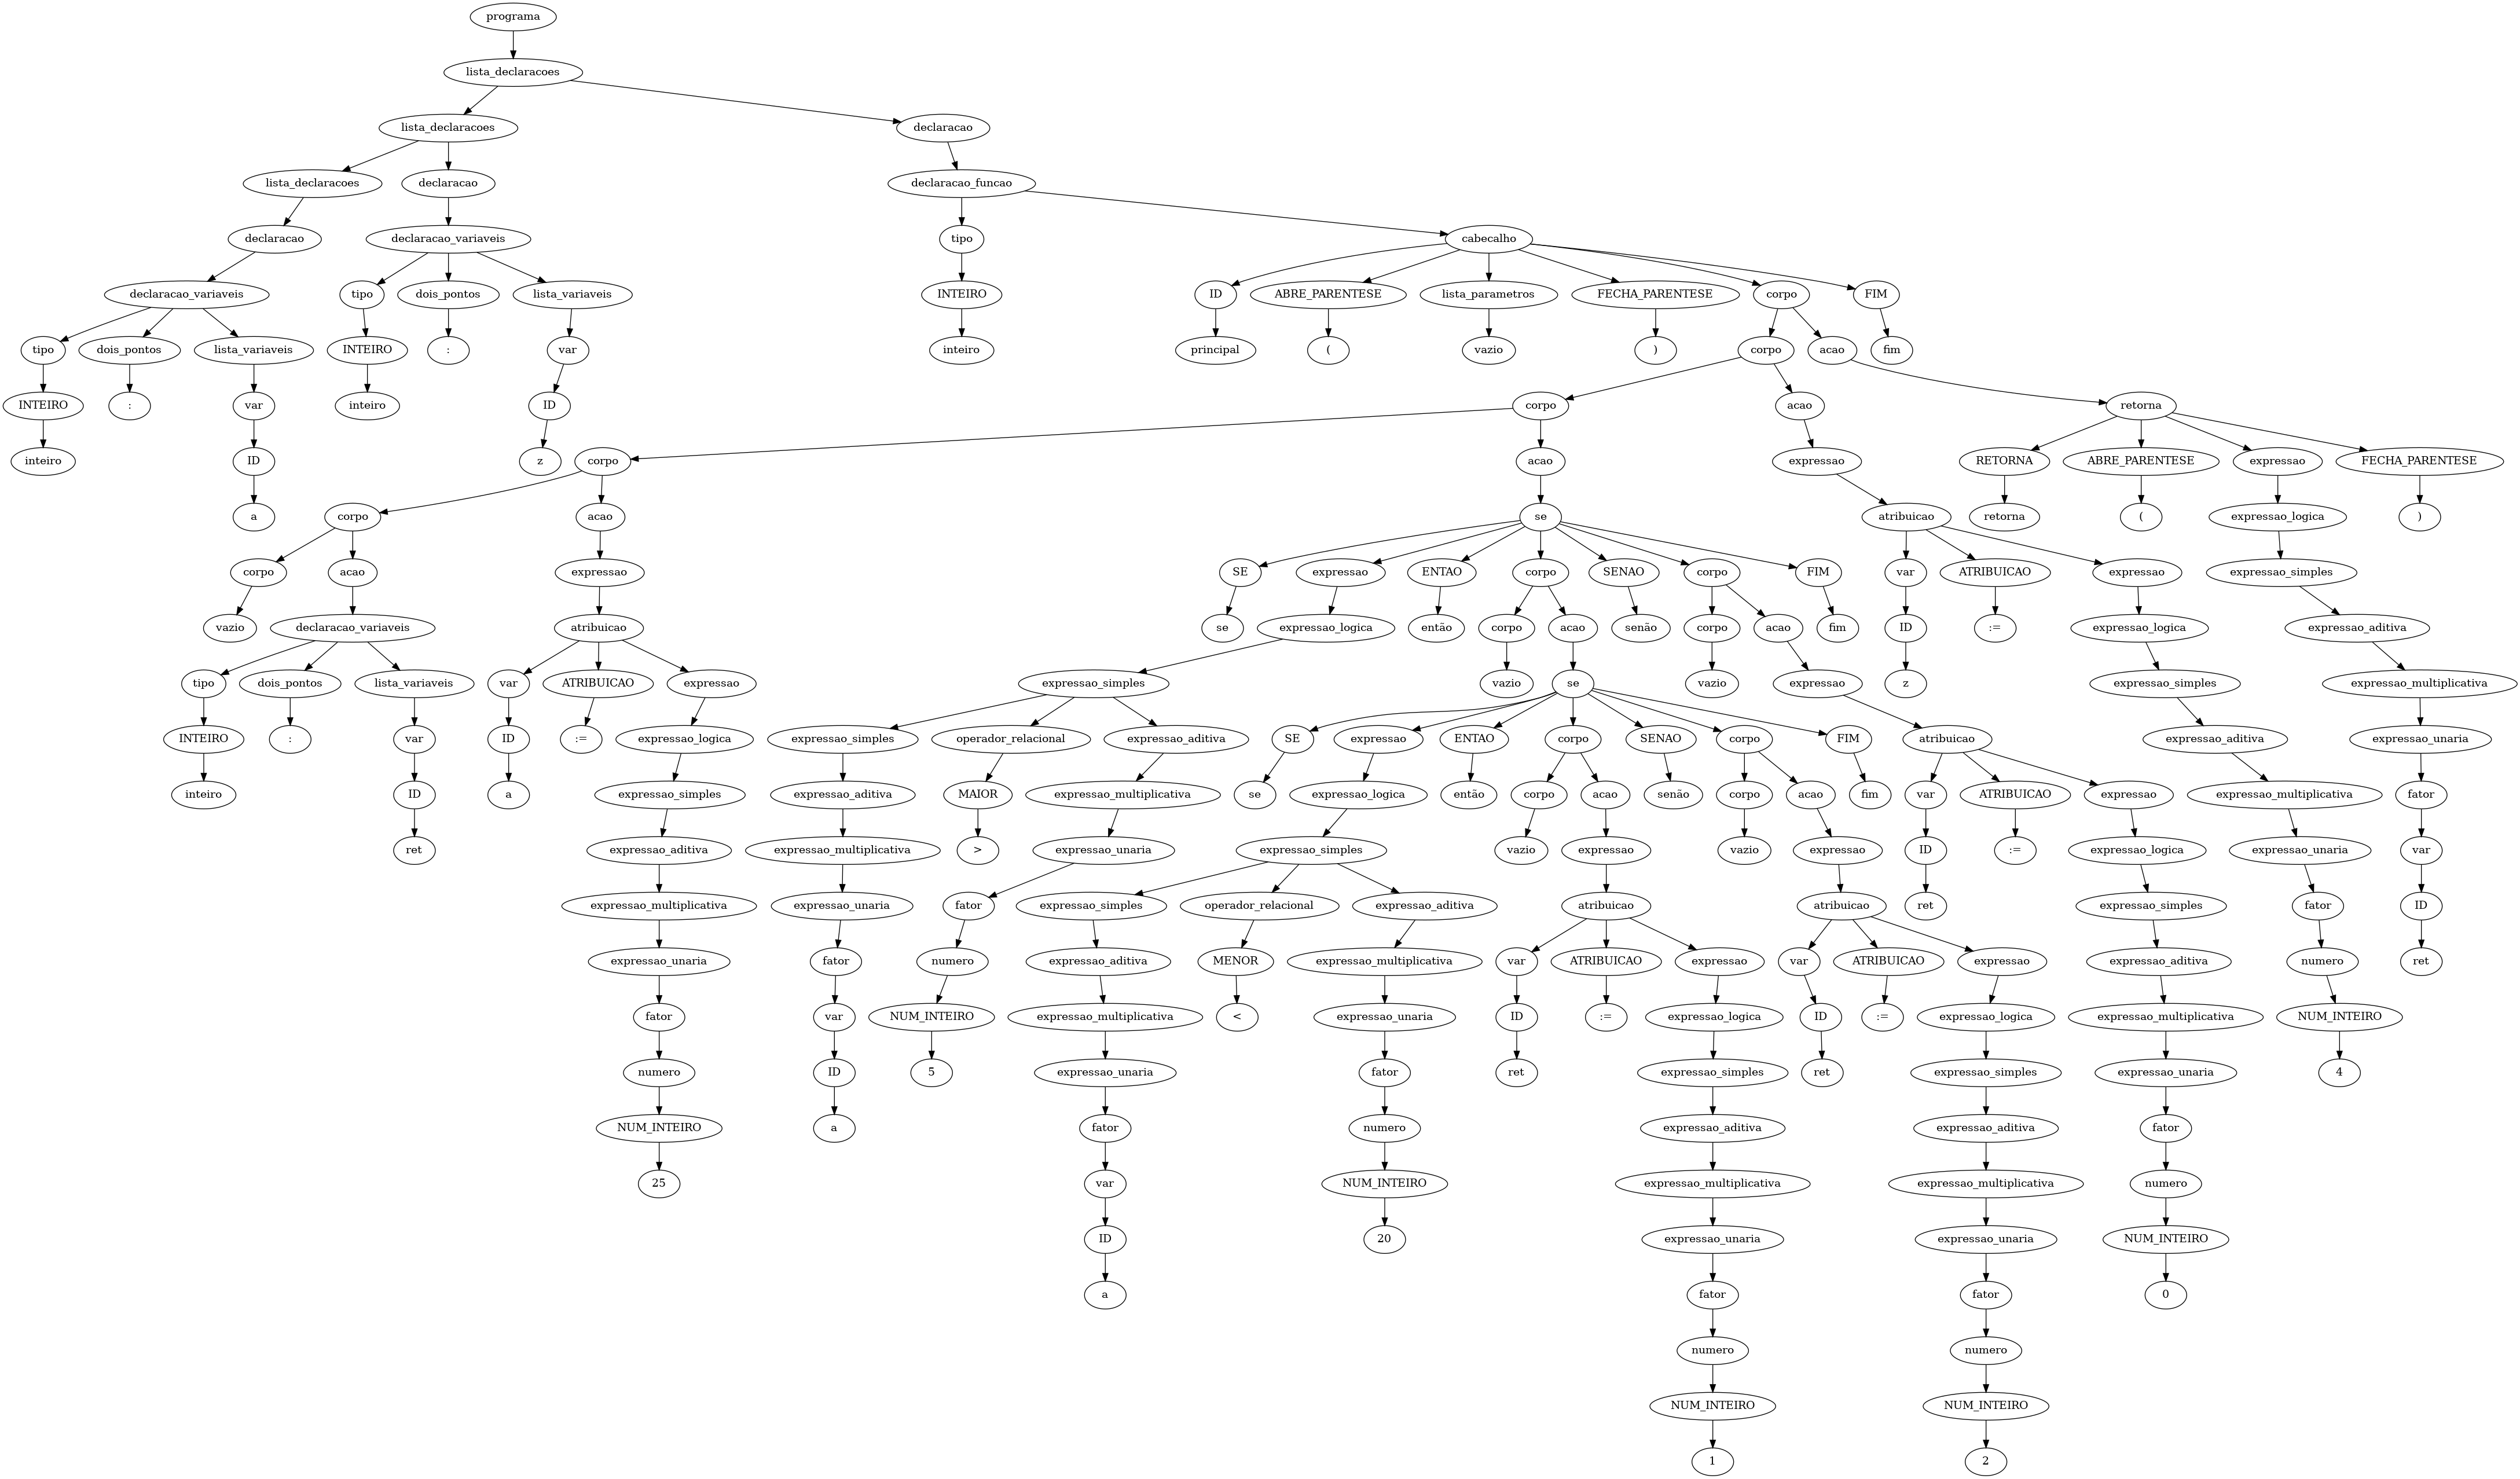 programa
lista_declaracoes
lista_declaracoes declaracao
lista_declaracoes declaracao declaracao_funcao
declaracao declaracao_variaveis tipo cabecalho
declaracao_variaveis tipo dois_pontos lista_variaveis INTEIRO ID ABRE_PARENTESE lista_parametros FECHA_PARENTESE corpo FIM
tipo dois_pontos lista_variaveis INTEIRO : var inteiro principal ( vazio ) corpo acao fim
INTEIRO : var inteiro ID corpo acao retorna
inteiro ID z corpo acao expressao RETORNA ABRE_PARENTESE expressao FECHA_PARENTESE
a corpo acao se atribuicao retorna ( expressao_logica )
corpo acao expressao SE expressao ENTAO corpo SENAO corpo FIM var ATRIBUICAO expressao expressao_simples
vazio declaracao_variaveis atribuicao se expressao_logica então corpo acao senão corpo acao fim ID := expressao_logica expressao_aditiva
tipo dois_pontos lista_variaveis var ATRIBUICAO expressao expressao_simples vazio se vazio expressao z expressao_simples expressao_multiplicativa
INTEIRO : var ID := expressao_logica expressao_simples operador_relacional expressao_aditiva SE expressao ENTAO corpo SENAO corpo FIM atribuicao expressao_aditiva expressao_unaria
inteiro ID a expressao_simples expressao_aditiva MAIOR expressao_multiplicativa se expressao_logica então corpo acao senão corpo acao fim var ATRIBUICAO expressao expressao_multiplicativa fator
ret expressao_aditiva expressao_multiplicativa > expressao_unaria expressao_simples vazio expressao vazio expressao ID := expressao_logica expressao_unaria var
expressao_multiplicativa expressao_unaria fator expressao_simples operador_relacional expressao_aditiva atribuicao atribuicao ret expressao_simples fator ID
expressao_unaria fator numero expressao_aditiva MENOR expressao_multiplicativa var ATRIBUICAO expressao var ATRIBUICAO expressao expressao_aditiva numero ret
fator var NUM_INTEIRO expressao_multiplicativa < expressao_unaria ID := expressao_logica ID := expressao_logica expressao_multiplicativa NUM_INTEIRO
numero ID 5 expressao_unaria fator ret expressao_simples ret expressao_simples expressao_unaria 4
NUM_INTEIRO a fator numero expressao_aditiva expressao_aditiva fator
25 var NUM_INTEIRO expressao_multiplicativa expressao_multiplicativa numero
ID 20 expressao_unaria expressao_unaria NUM_INTEIRO
a fator fator 0
numero numero
NUM_INTEIRO NUM_INTEIRO
1 2